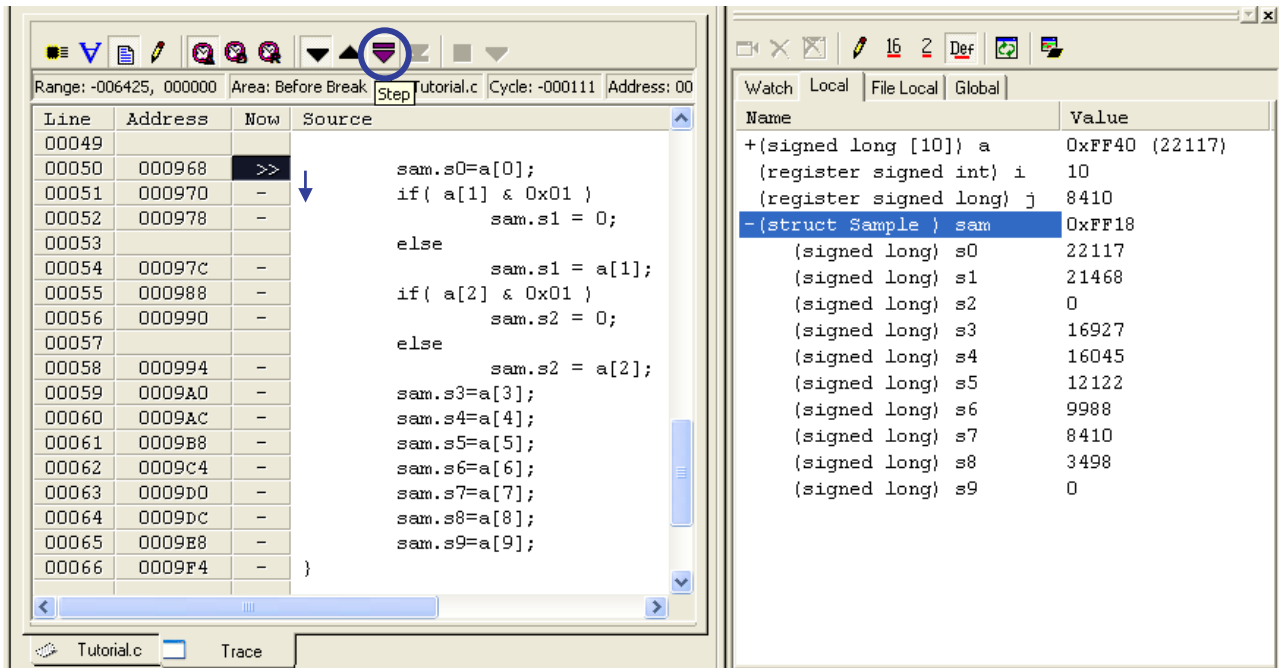 Range: -006425, 000000 Area: Before Break Tutorial.c Cycle: -000111 Address: 00
Step
Line Address Now Source
00049
00050 000968 >> sam.s0=a[0];
00051 000970 - if( a[1] & 0x01 )
00052 000978 - sam.s1 = 0;
00053 else
00054 00097C - sam.s1 = a[1];
00055 000988 - if( a[2] & 0x01 )
00056 000990 - sam.s2 = 0;
00057 else
00058 000994 - sam.s2 = a[2];
00059 0009A0 - sam.s3=a[3];
00060 0009AC - sam.s4=a[4];
00061 0009B8 - sam.s5=a[5];
00062 0009C4 - sam.s6=a[6];
00063 0009D0 - sam.s7=a[7];
00064 0009DC - sam.s8=a[8];
00065 0009E8 - sam.s9=a[9];
00066 0009F4 - }
Tutorial.c Trace
16 2 Def
Watch Local File Local Global
Name Value
+(signed long [10]) a 0xFF40 (22117)
(register signed int) i 10
(register signed long) j 8410
-(struct Sample ) sam 0xFF18
(signed long) s0 22117
(signed long) s1 21468
(signed long) s2 0
(signed long) s3 16927
(signed long) s4 16045
(signed long) s5 12122
(signed long) s6 9988
(signed long) s7 8410
(signed long) s8 3498
(signed long) s9 0